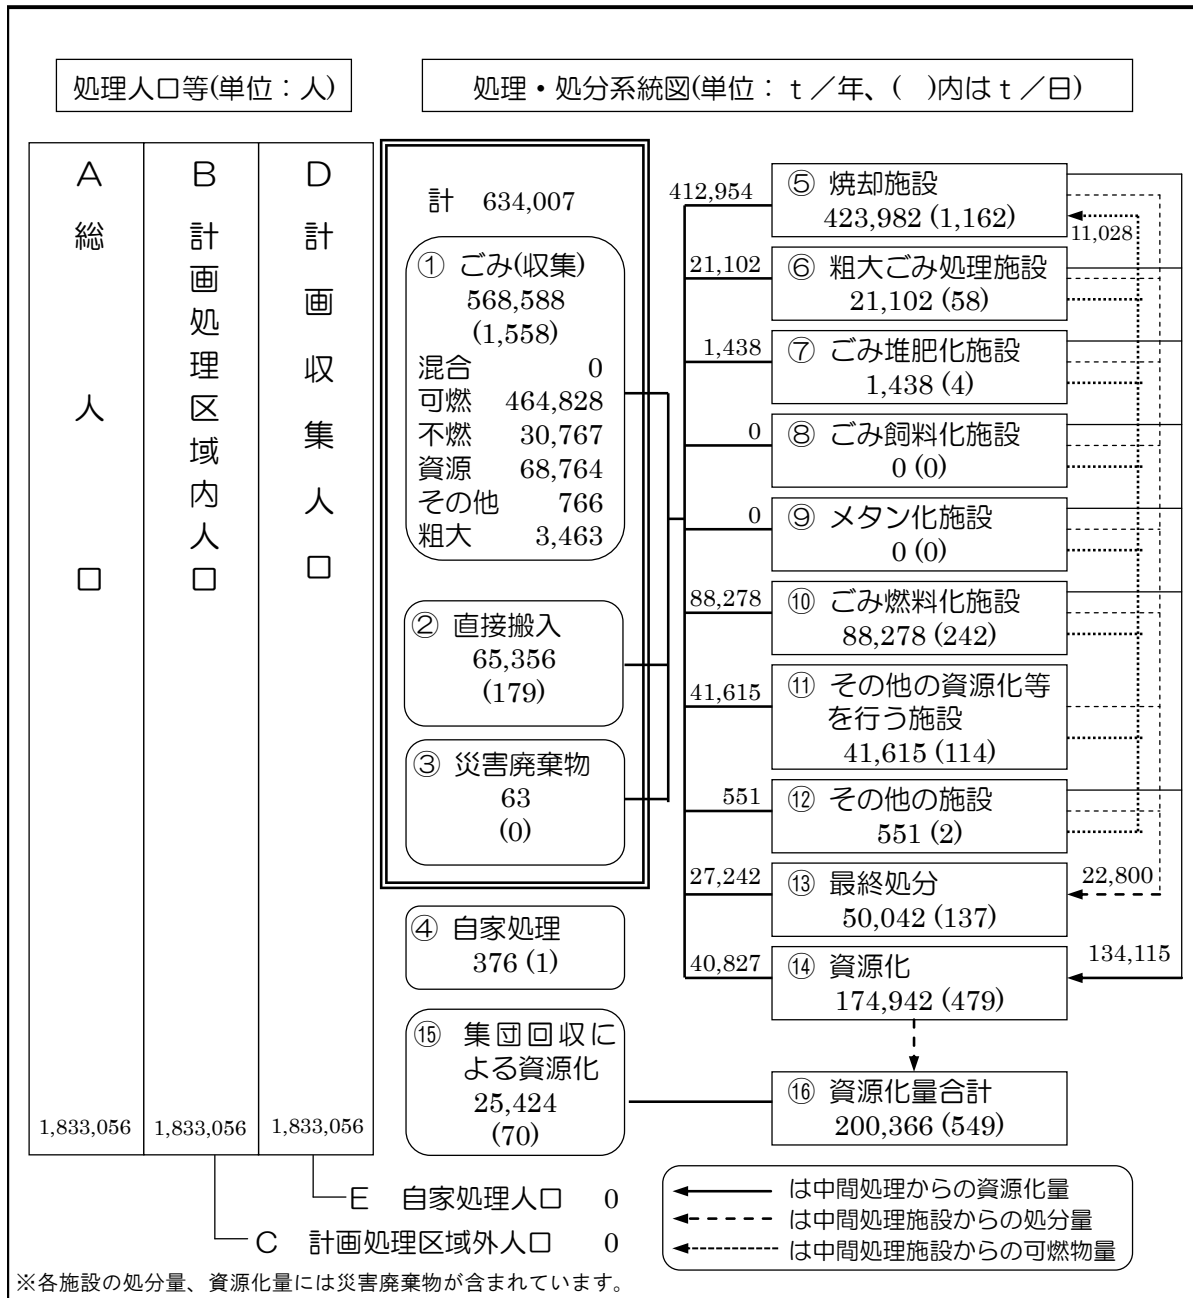 処理人口等(単位：人)
処理・処分系統図(単位：ｔ／年、(　)内はｔ／日)
A 総人口
1,833,056
B 計画処理区域内人口
1,833,056
D 計画収集人口
1,833,056
E 自家処理人口 0
C 計画処理区域外人口 0
計 634,007
① ごみ(収集)
568,588
(1,558)
混合 0
可燃 464,828
不燃 30,767
資源 68,764
その他 766
粗大 3,463
② 直接搬入
65,356
(179)
③ 災害廃棄物
63
(0)
④ 自家処理
376 (1)
⑮ 集団回収に
よる資源化
25,424
(70)
412,954
⑤ 焼却施設
423,982 (1,162)
11,028
21,102
⑥ 粗大ごみ処理施設
21,102 (58)
1,438
⑦ ごみ堆肥化施設
1,438 (4)
0
⑧ ごみ飼料化施設
0 (0)
0
⑨ メタン化施設
0 (0)
88,278
⑩ ごみ燃料化施設
88,278 (242)
41,615
⑪ その他の資源化等
を行う施設
41,615 (114)
551
⑫ その他の施設
551 (2)
27,242
⑬ 最終処分
50,042 (137)
22,800
40,827
⑭ 資源化
174,942 (479)
134,115
⑯ 資源化量合計
200,366 (549)
は中間処理からの資源化量
は中間処理施設からの処分量
は中間処理施設からの可燃物量
※各施設の処分量、資源化量には災害廃棄物が含まれています。